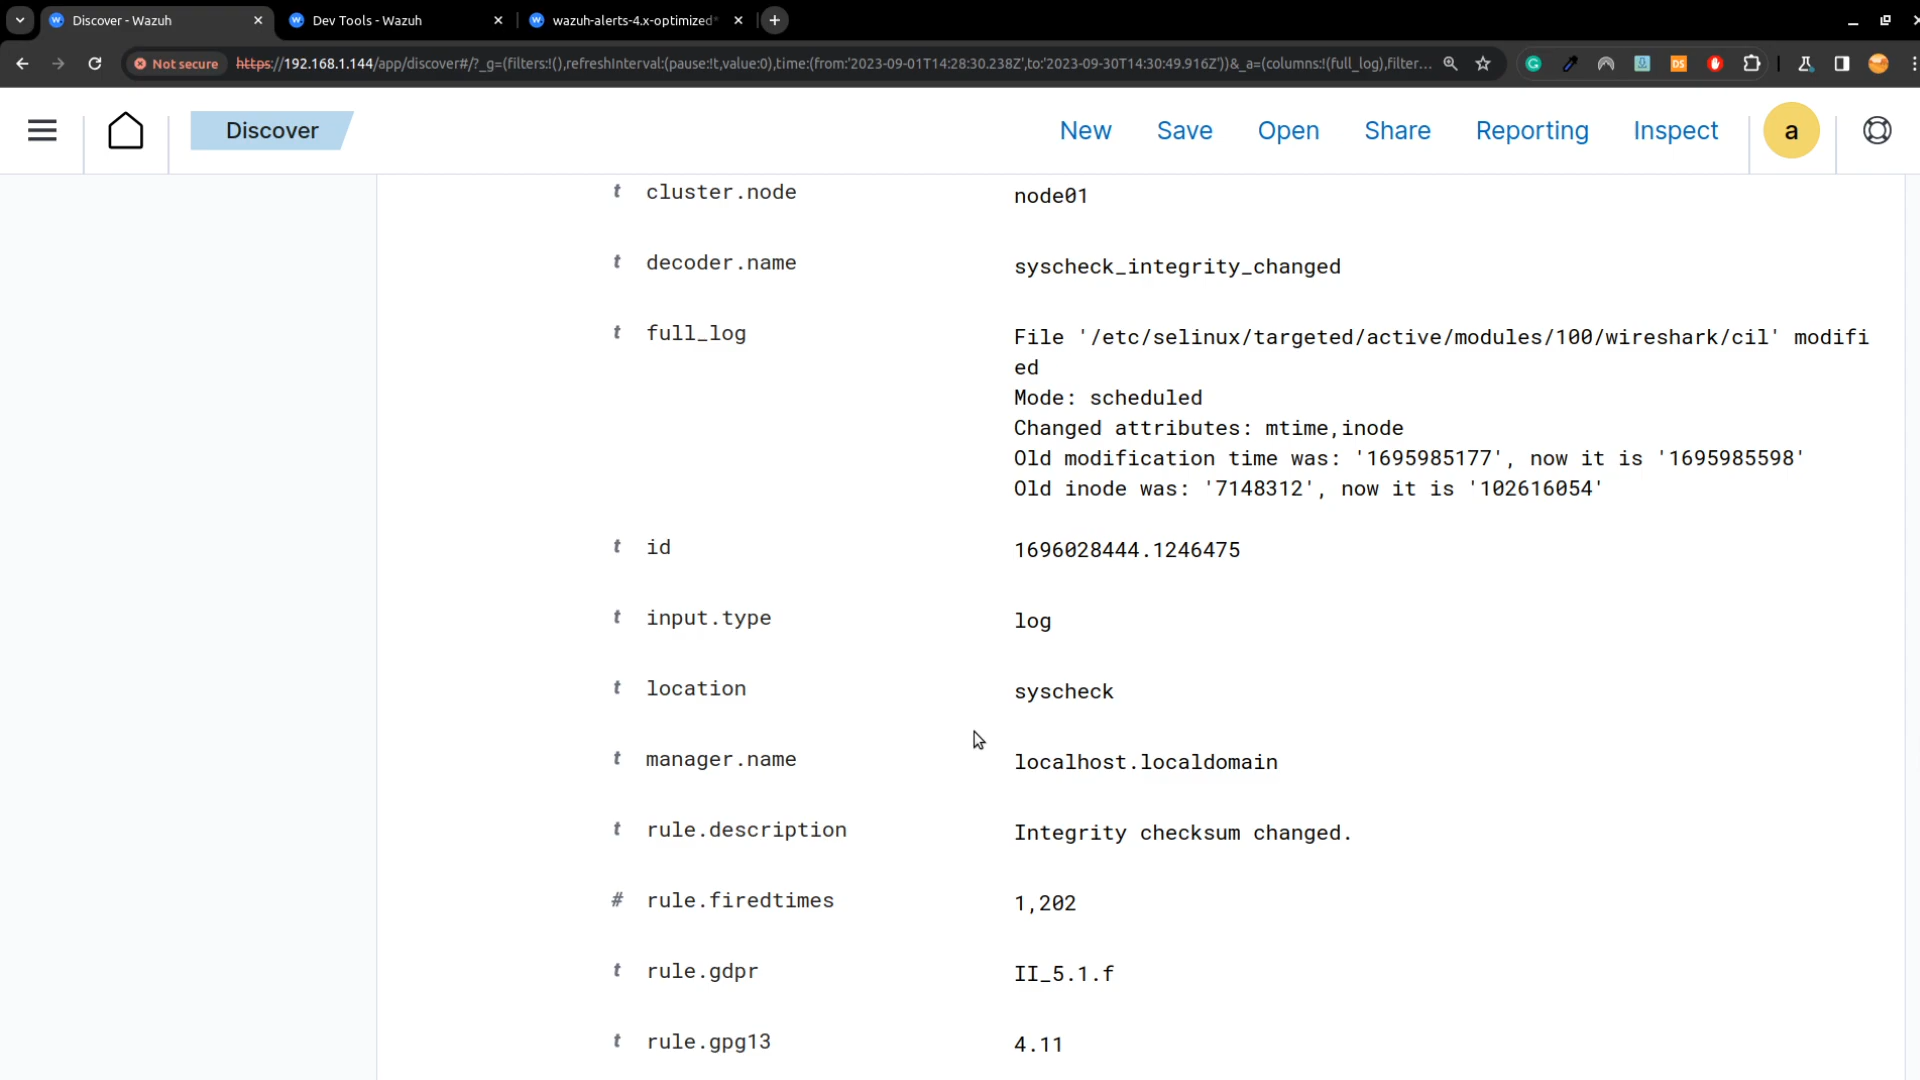 Discover - Wazuh
Dev Tools - Wazuh
wazuh-alerts-4.x-optimized*
Not secure
https://192.168.1.144/app/discover#/?_g=(filters:!(),refreshInterval:(pause:!t,value:0),time:(from:'2023-09-01T14:28:30.238Z',to:'2023-09-30T14:30:49.916Z'))&_a=(columns:!(full_log),filter...
DS
Discover
New
Save
Open
Share
Reporting
Inspect
a
t cluster.node node01
t decoder.name syscheck_integrity_changed
t full_log File '/etc/selinux/targeted/active/modules/100/wireshark/cil' modifi
ed
Mode: scheduled
Changed attributes: mtime,inode
Old modification time was: '1695985177', now it is '1695985598'
Old inode was: '7148312', now it is '102616054'
t id 1696028444.1246475
t input.type log
t location syscheck
t manager.name localhost.localdomain
t rule.description Integrity checksum changed.
# rule.firedtimes 1,202
t rule.gdpr II_5.1.f
t rule.gpg13 4.11